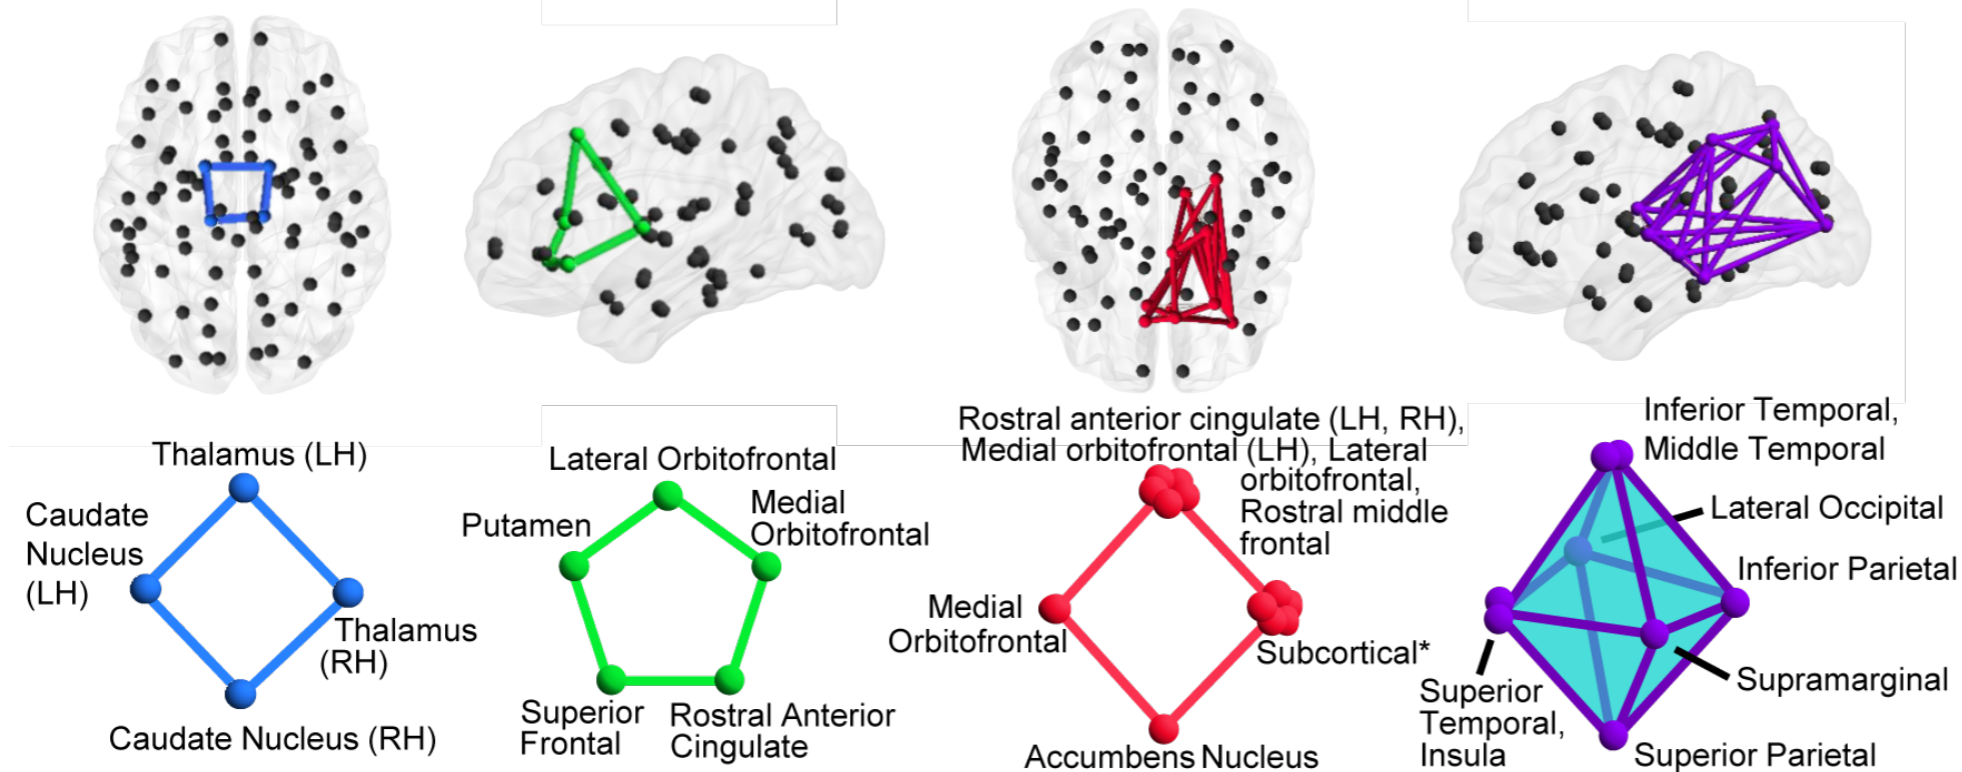 Thalamus (LH)
Caudate
Nucleus
(LH)
Thalamus
(RH)
Caudate Nucleus (RH)
Lateral Orbitofrontal
Putamen
Medial
Orbitofrontal
Superior
Frontal
Rostral Anterior
Cingulate
Rostral anterior cingulate (LH, RH),
Medial orbitofrontal (LH), Lateral
orbitofrontal,
Rostral middle
frontal
Medial
Orbitofrontal
Subcortical*
Accumbens Nucleus
Inferior Temporal,
Middle Temporal
Lateral Occipital
Inferior Parietal
Supramarginal
Superior
Temporal,
Insula
Superior Parietal